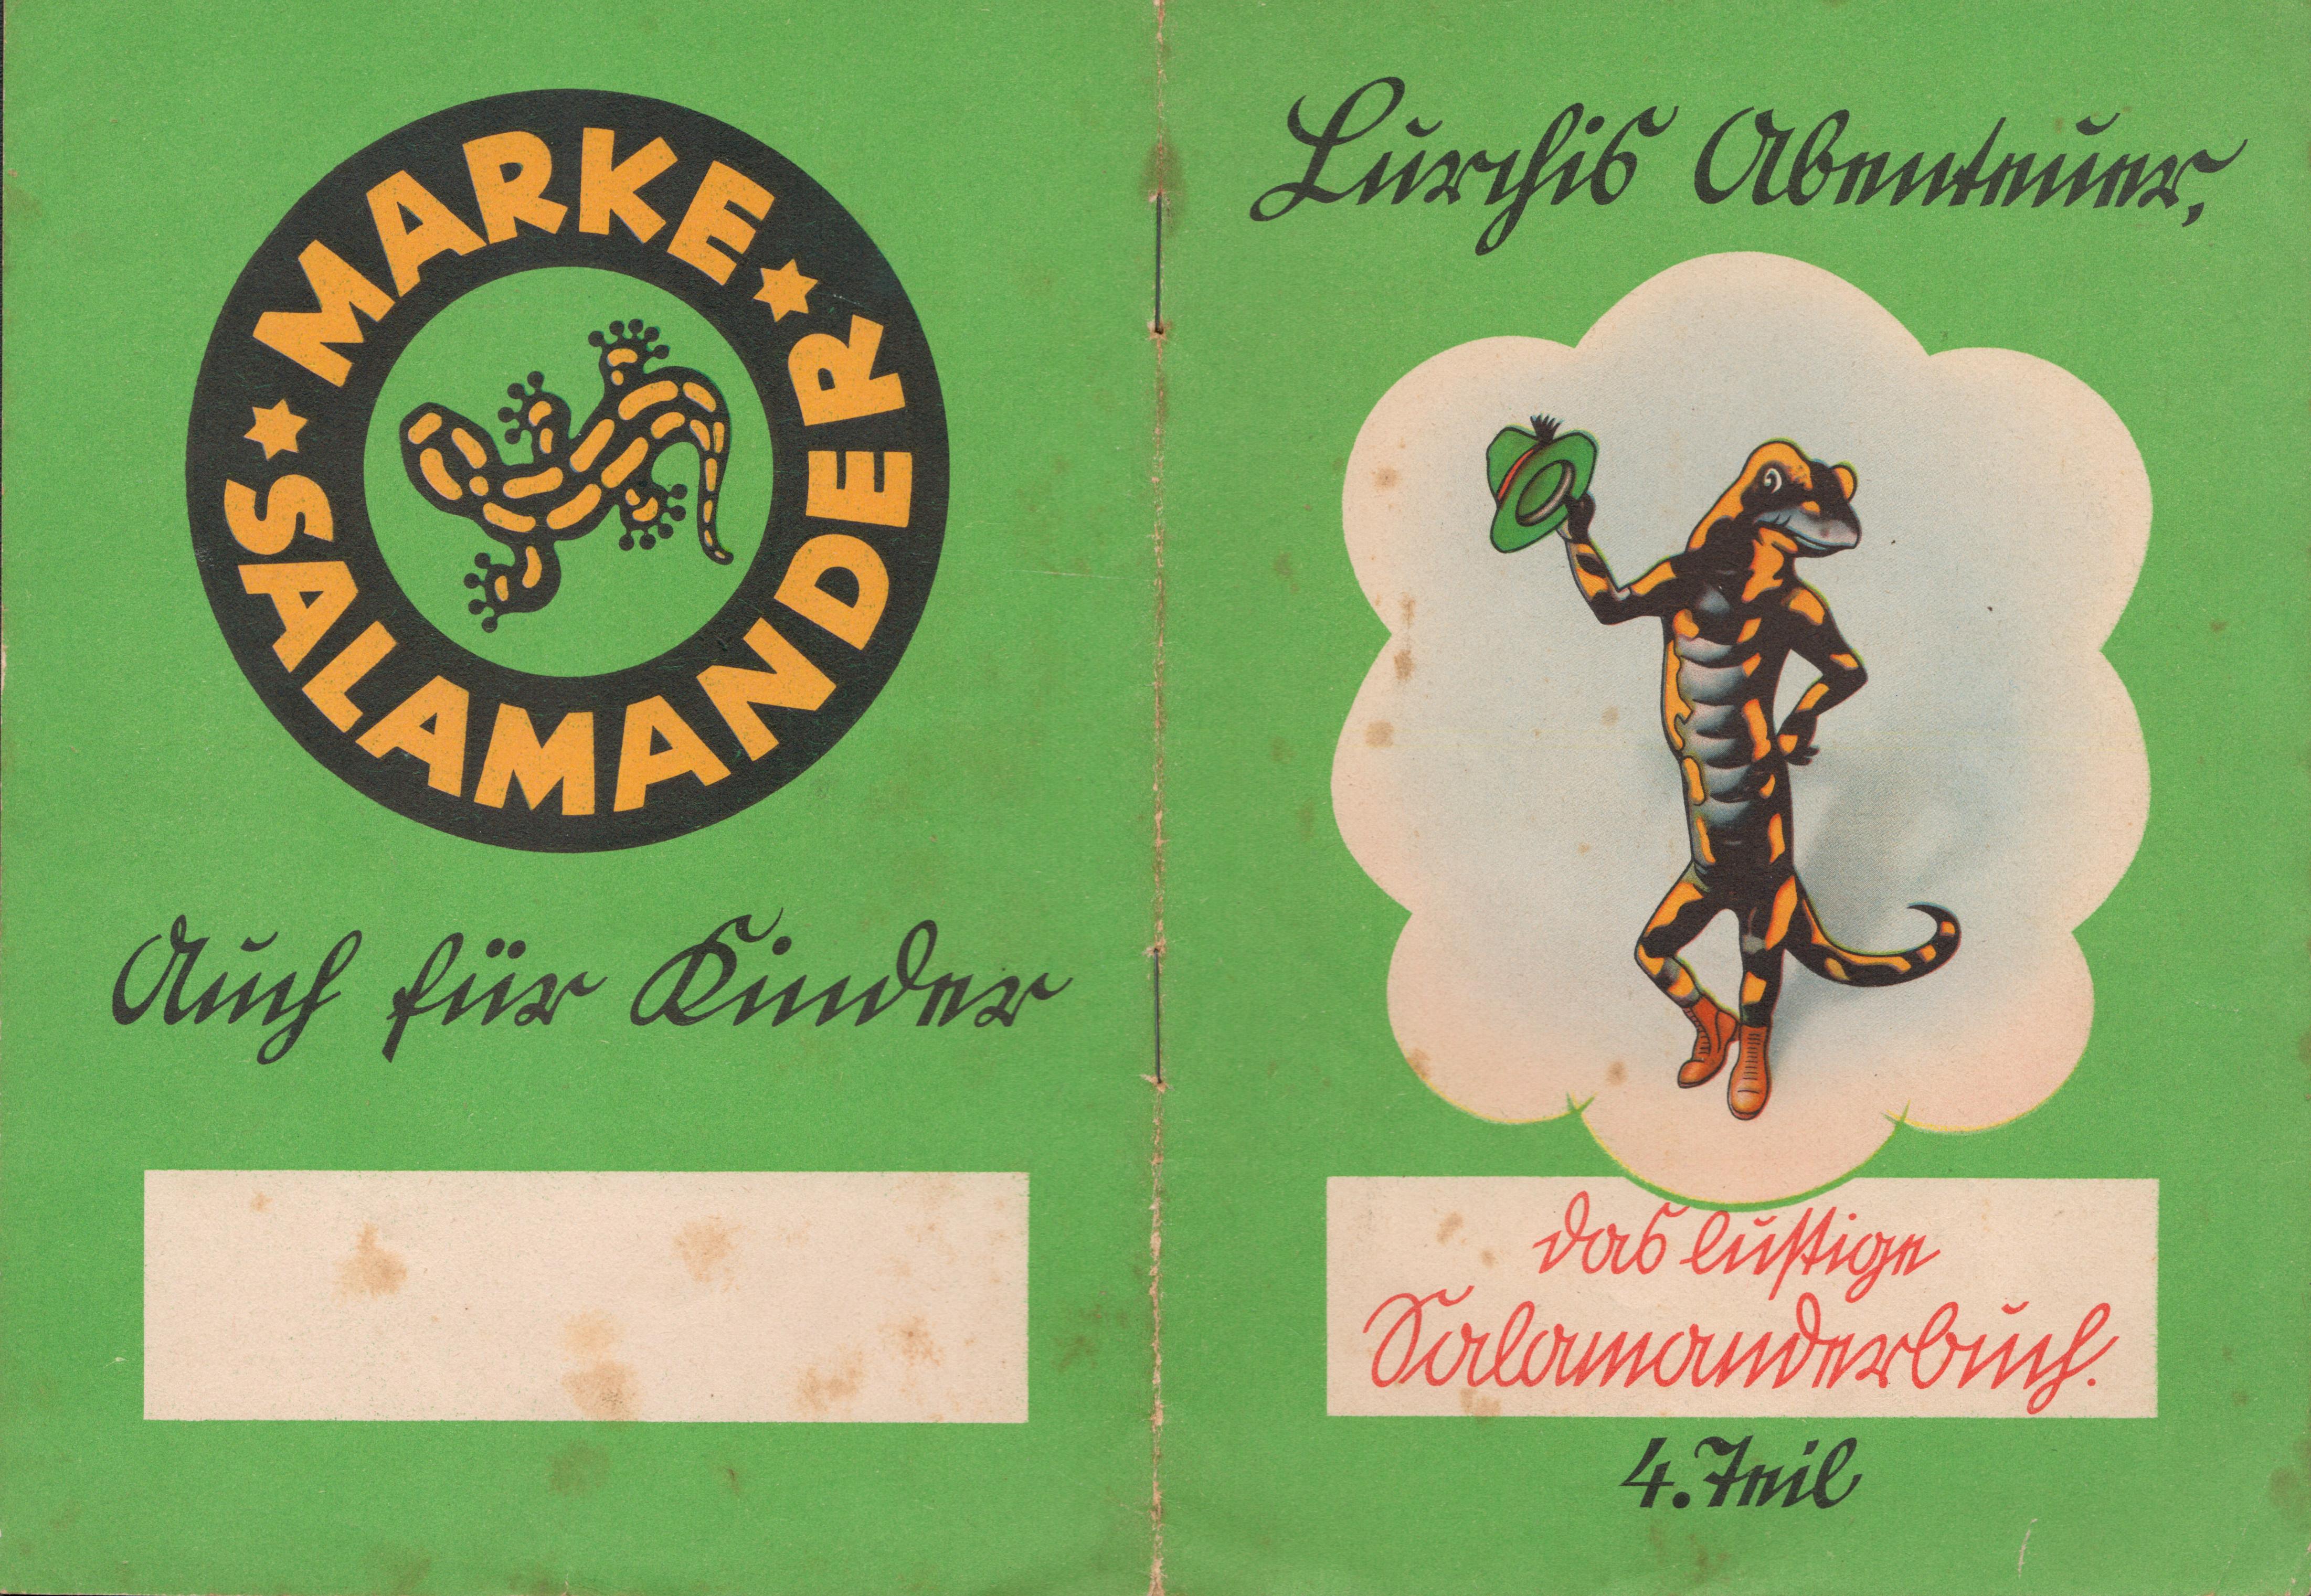 MARKE
SALAMANDER
Auch für Kinder
Lurchis Abenteuer,
das lustige
Salamanderbuch.
4. Teil